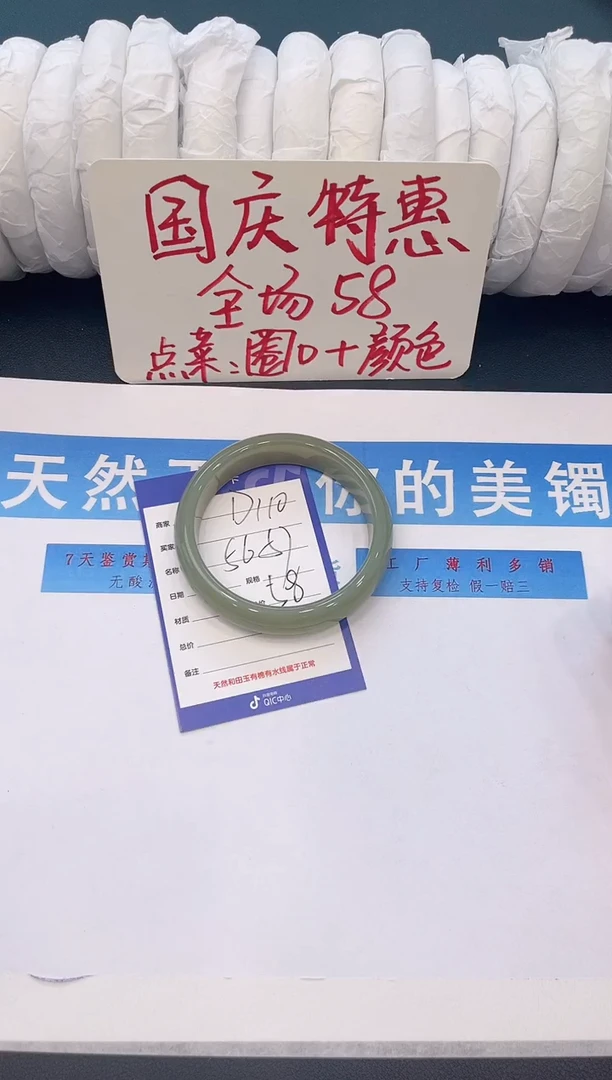 国庆特惠
全场58
点菜:圈口+颜色
天然 你的美镯
7天鉴赏 工厂薄利多销
无酸 支持复检 假一赔三
商家 D110
买家 56圈
名称 规格
日期 58
材质
总价
备注
天然和田玉有棉有水线属于正常
QIC中心